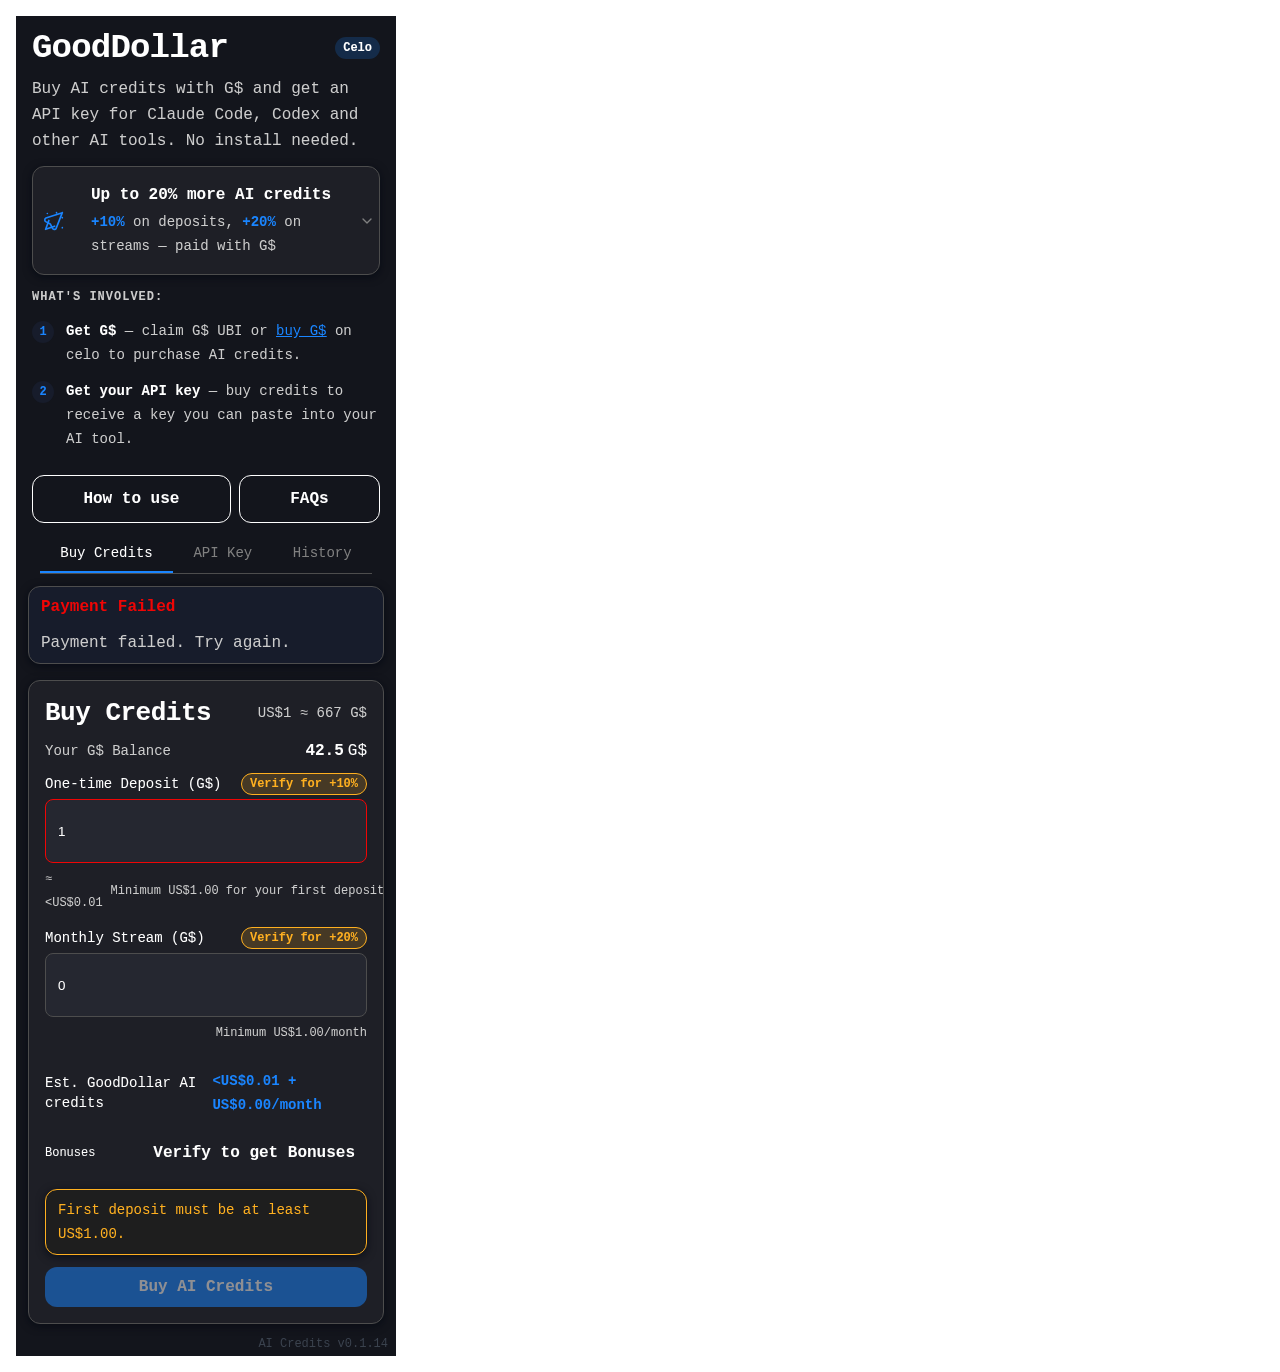 GoodDollar
Celo
Buy AI credits with G$ and get an
API key for Claude Code, Codex and
other AI tools. No install needed.
Up to 20% more AI credits
+10% on deposits, +20% on
streams — paid with G$
WHAT'S INVOLVED:
1 Get G$ — claim G$ UBI or buy G$ on
celo to purchase AI credits.
2 Get your API key — buy credits to
receive a key you can paste into your
AI tool.
How to use FAQs
Buy Credits API Key History
Payment Failed
Payment failed. Try again.
Buy Credits US$1 ≈ 667 G$
Your G$ Balance 42.5 G$
One-time Deposit (G$) Verify for +10%
1
≈
<US$0.01 Minimum US$1.00 for your first deposit
Monthly Stream (G$) Verify for +20%
0
Minimum US$1.00/month
Est. GoodDollar AI
credits
<US$0.01 +
US$0.00/month
Bonuses Verify to get Bonuses
First deposit must be at least
US$1.00.
Buy AI Credits
AI Credits v0.1.14